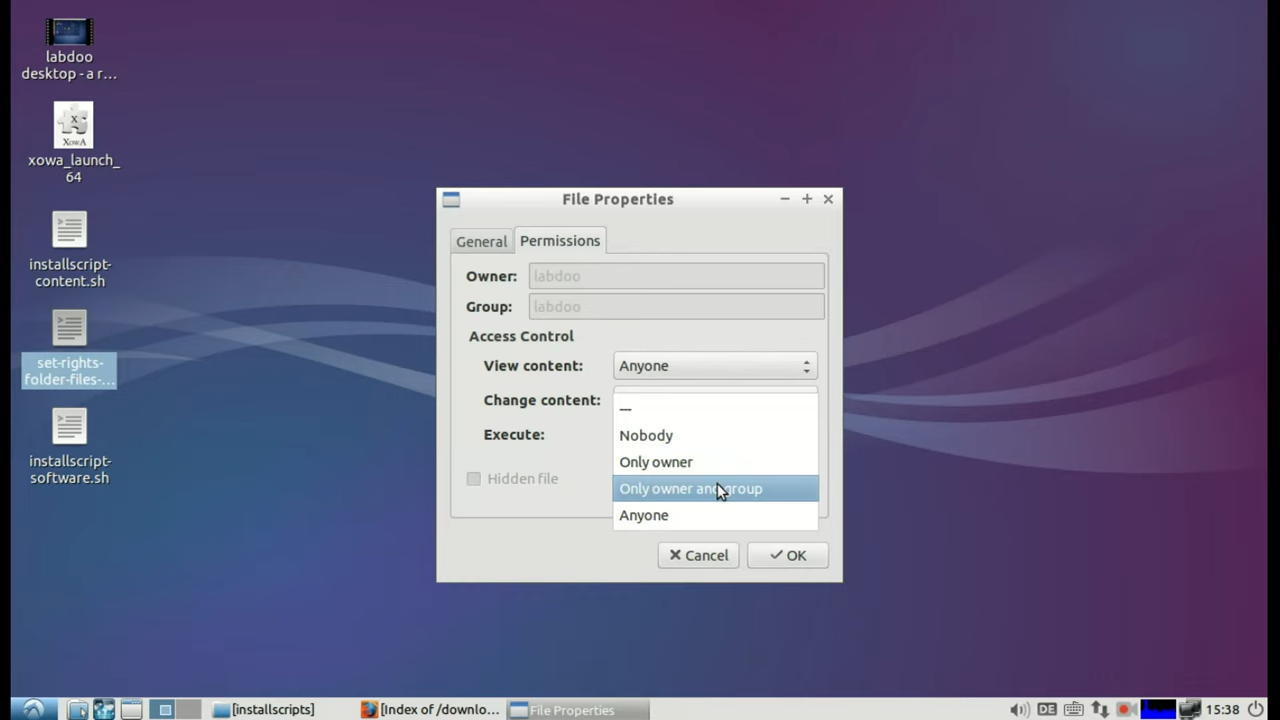 labdoo
desktop - a r...
X
XOWA
xowa_launch_
64
installscript-
content.sh
set-rights-
folder-files-...
installscript-
software.sh
File Properties
General
Permissions
Owner: labdoo
Group: labdoo
Access Control
View content: Anyone
Change content:
---
Execute:
Nobody
Only owner
Only owner and group
Anyone
Hidden file
Cancel
OK
[installscripts]
[Index of /downlo...
File Properties
DE
15:38